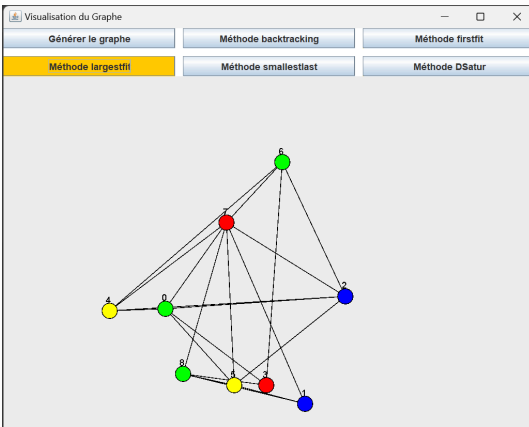 Visualisation du Graphe
Générer le graphe Méthode backtracking Méthode firstfit
Méthode largestfit Méthode smallestlast Méthode DSatur
6
7
2
4 0
8 5 3
1